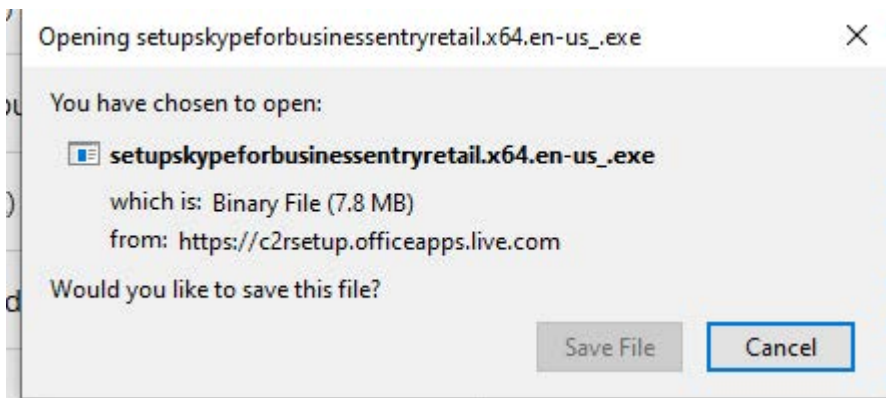 Opening setupskypeforbusinessentryretail.x64.en-us_.exe
You have chosen to open:
setupskypeforbusinessentryretail.x64.en-us_.exe
which is: Binary File (7.8 MB)
from: https://c2rsetup.officeapps.live.com
Would you like to save this file?
Save File
Cancel